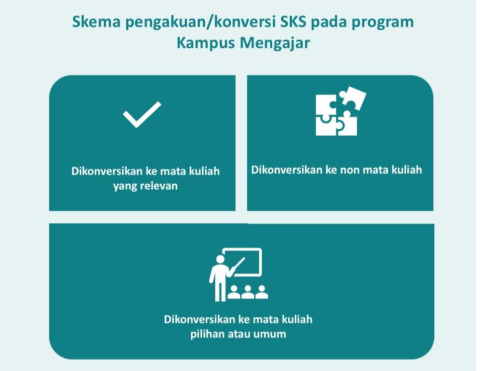 Skema pengakuan/konversi SKS pada program
Kampus Mengajar
Dikonversikan ke mata kuliah
yang relevan
Dikonversikan ke non mata kuliah
Dikonversikan ke mata kuliah
pilihan atau umum